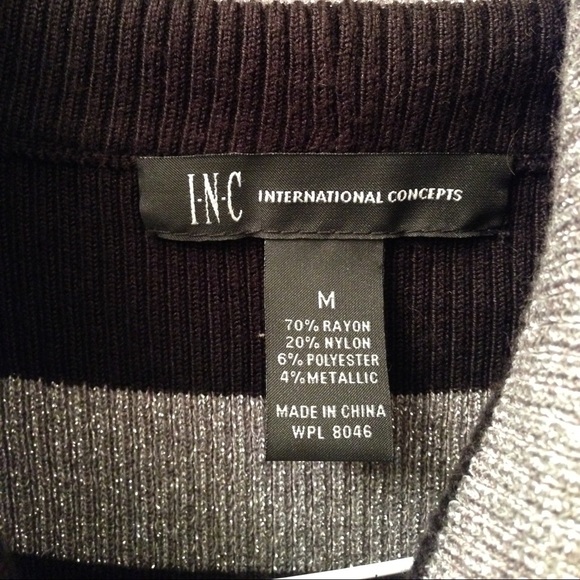 I·N·C INTERNATIONAL CONCEPTS
M
70% RAYON
20% NYLON
6% POLYESTER
4% METALLIC
MADE IN CHINA
WPL 8046